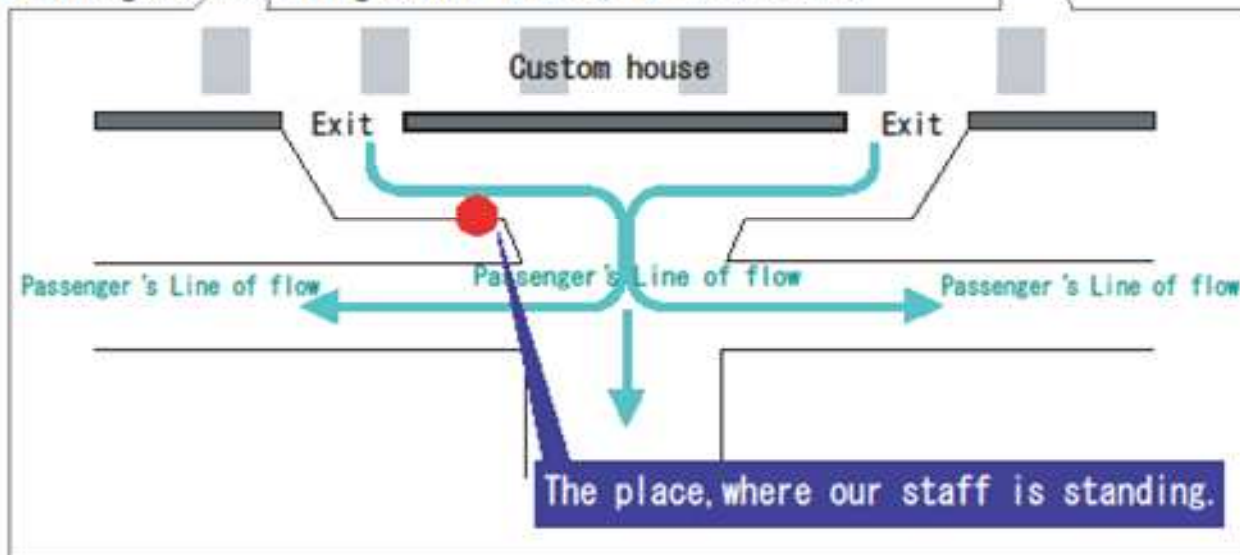 Custom house
Exit
Exit
Passenger's Line of flow
Passenger's Line of flow
Passenger's Line of flow
The place, where our staff is standing.